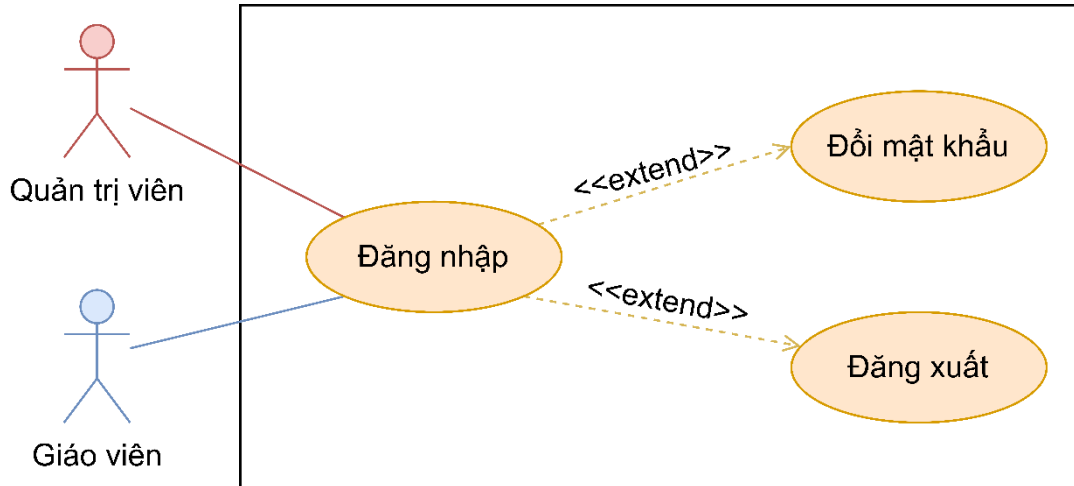 Quản trị viên
Giáo viên
Đăng nhập
<<extend>>
Đổi mật khẩu
<<extend>>
Đăng xuất